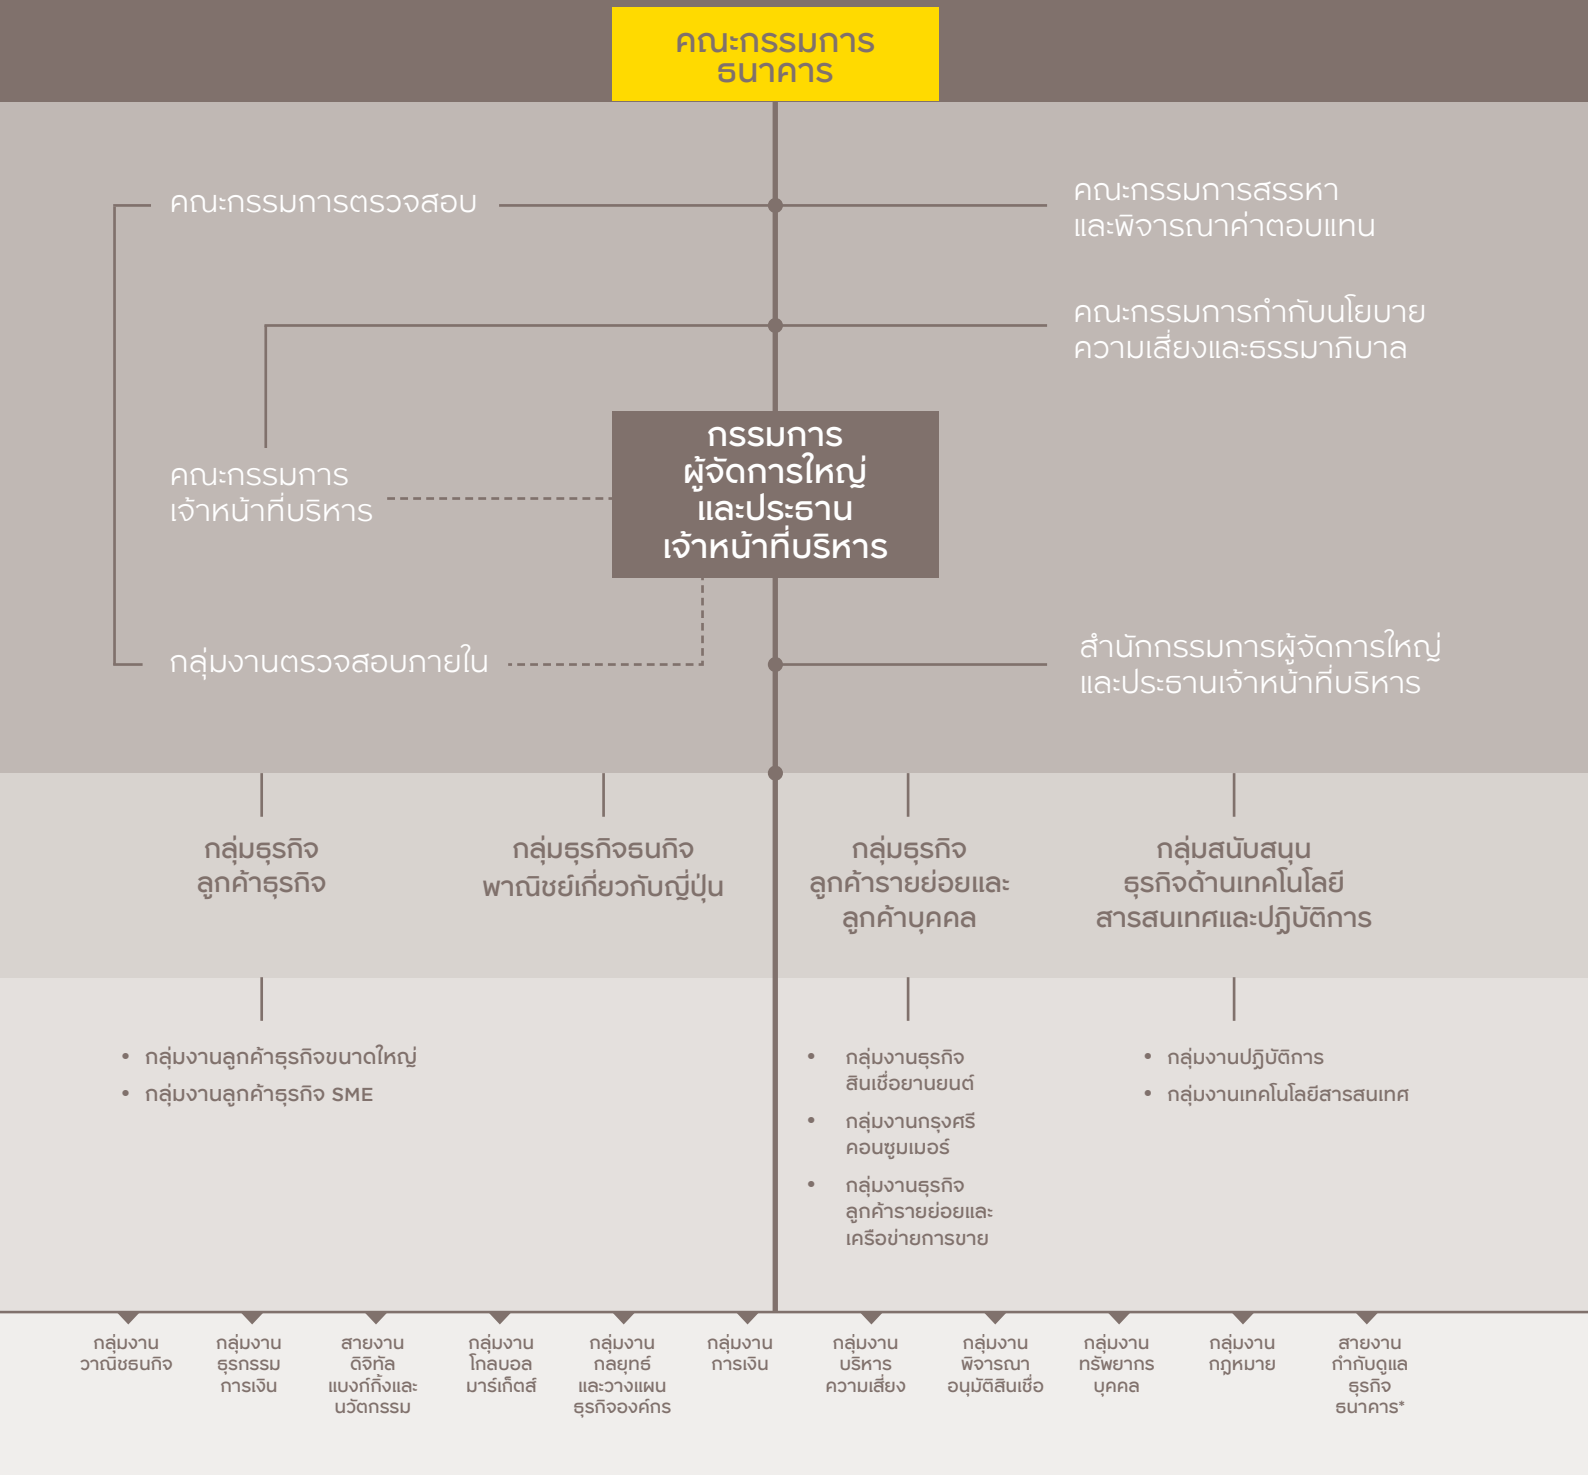 คณะกรรมการ
ธนาคาร
คณะกรรมการตรวจสอบ
คณะกรรมการสรรหา
และพิจารณาค่าตอบแทน
คณะกรรมการกำกับนโยบาย
ความเสี่ยงและธรรมาภิบาล
กรรมการ
ผู้จัดการใหญ่
และประธาน
เจ้าหน้าที่บริหาร
คณะกรรมการ
เจ้าหน้าที่บริหาร
กลุ่มงานตรวจสอบภายใน
สำนักกรรมการผู้จัดการใหญ่
และประธานเจ้าหน้าที่บริหาร
กลุ่มธุรกิจ
ลูกค้าธุรกิจ
กลุ่มธุรกิจธนกิจ
พาณิชย์เกี่ยวกับญี่ปุ่น
กลุ่มธุรกิจ
ลูกค้ารายย่อยและ
ลูกค้าบุคคล
กลุ่มสนับสนุน
ธุรกิจด้านเทคโนโลยี
สารสนเทศและปฏิบัติการ
• กลุ่มงานลูกค้าธุรกิจขนาดใหญ่
• กลุ่มงานลูกค้าธุรกิจ SME
• กลุ่มงานธุรกิจ
สินเชื่อยานยนต์
• กลุ่มงานกรุงศรี
คอนซูมเมอร์
• กลุ่มงานธุรกิจ
ลูกค้ารายย่อยและ
เครือข่ายการขาย
• กลุ่มงานปฏิบัติการ
• กลุ่มงานเทคโนโลยีสารสนเทศ
กลุ่มงาน
วาณิชธนกิจ
กลุ่มงาน
ธุรกรรม
การเงิน
สายงาน
ดิจิทัล
แบงก์กิ้งและ
นวัตกรรม
กลุ่มงาน
โกลบอล
มาร์เก็ตส์
กลุ่มงาน
กลยุทธ์
และวางแผน
ธุรกิจองค์กร
กลุ่มงาน
การเงิน
กลุ่มงาน
บริหาร
ความเสี่ยง
กลุ่มงาน
พิจารณา
อนุมัติสินเชื่อ
กลุ่มงาน
ทรัพยากร
บุคคล
กลุ่มงาน
กฎหมาย
สายงาน
กำกับดูแล
ธุรกิจ
ธนาคาร*